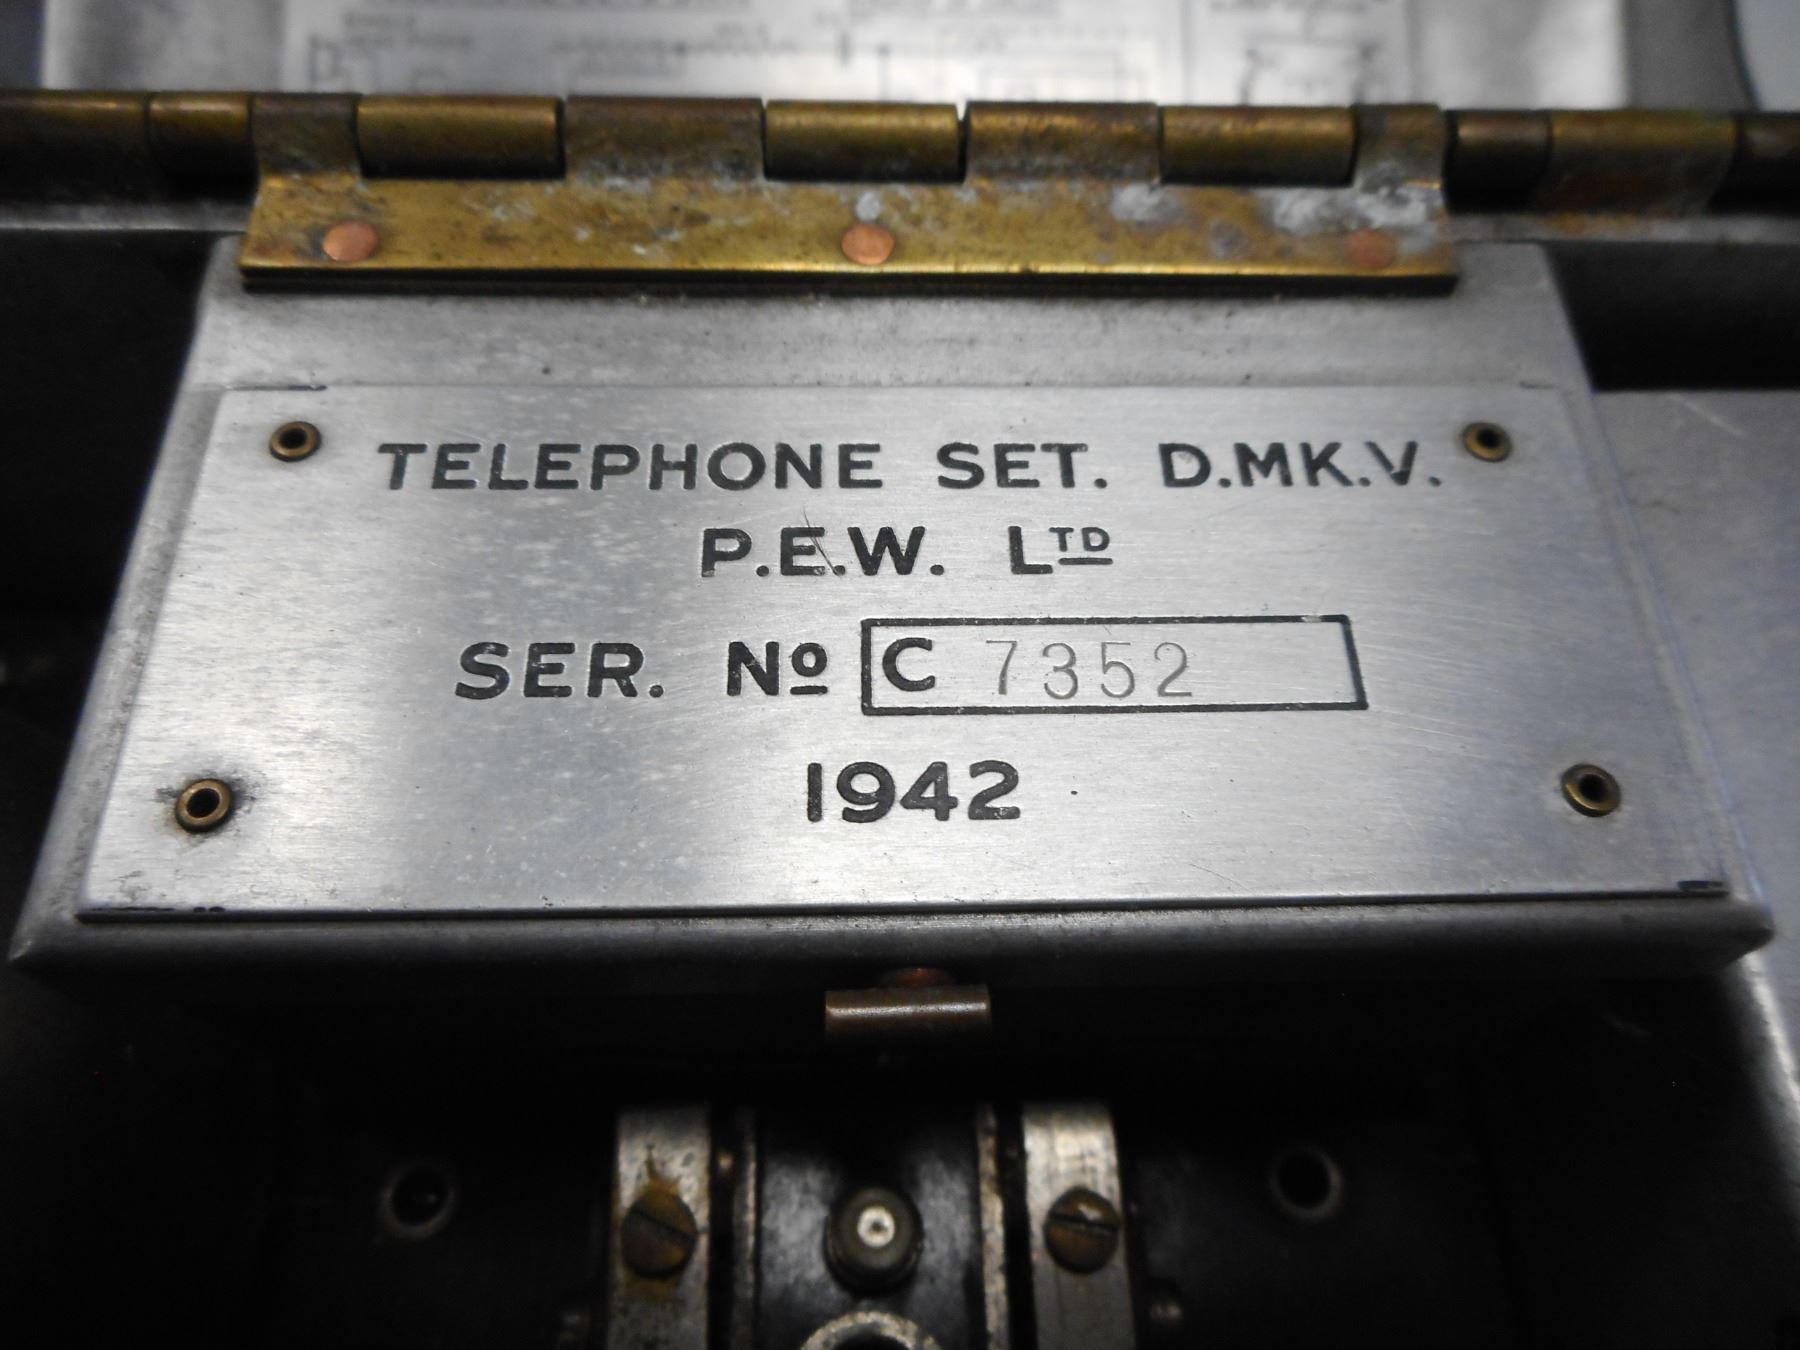 TELEPHONE SET. D.MK.V.
P.E.W. LTD
SER. No C 7352
1942